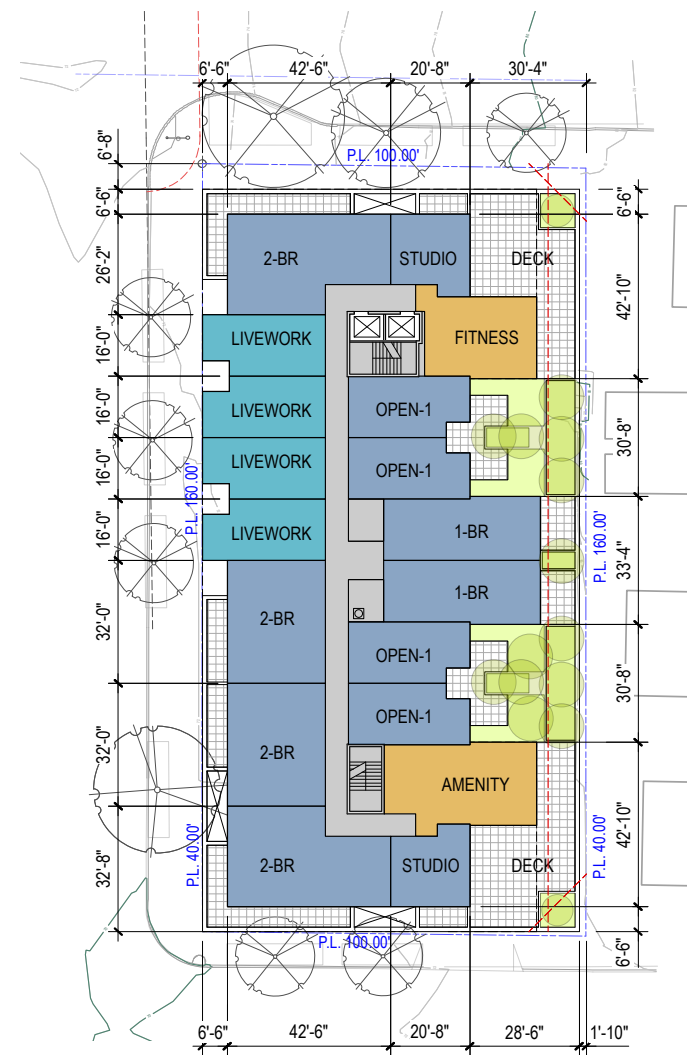 6'-6" 42'-6" 20'-8" 30'-4"
6'-8"
P.L. 100.00'
6'-6"
6'-6"
26'-2"
2-BR
STUDIO
DECK
42'-10"
16'-0"
LIVEWORK
FITNESS
16'-0"
LIVEWORK
OPEN-1
30'-8"
16'-0"
LIVEWORK
OPEN-1
P.L. 160.00'
16'-0"
LIVEWORK
1-BR
P.L. 160.00'
33'-4"
32'-0"
2-BR
1-BR
OPEN-1
30'-8"
32'-0"
2-BR
OPEN-1
AMENITY
32'-8"
P.L. 40.00'
2-BR
STUDIO
DECK
P.L. 40.00'
42'-10"
P.L. 100.00'
6'-6"
6'-6" 42'-6" 20'-8" 28'-6" 1'-10"